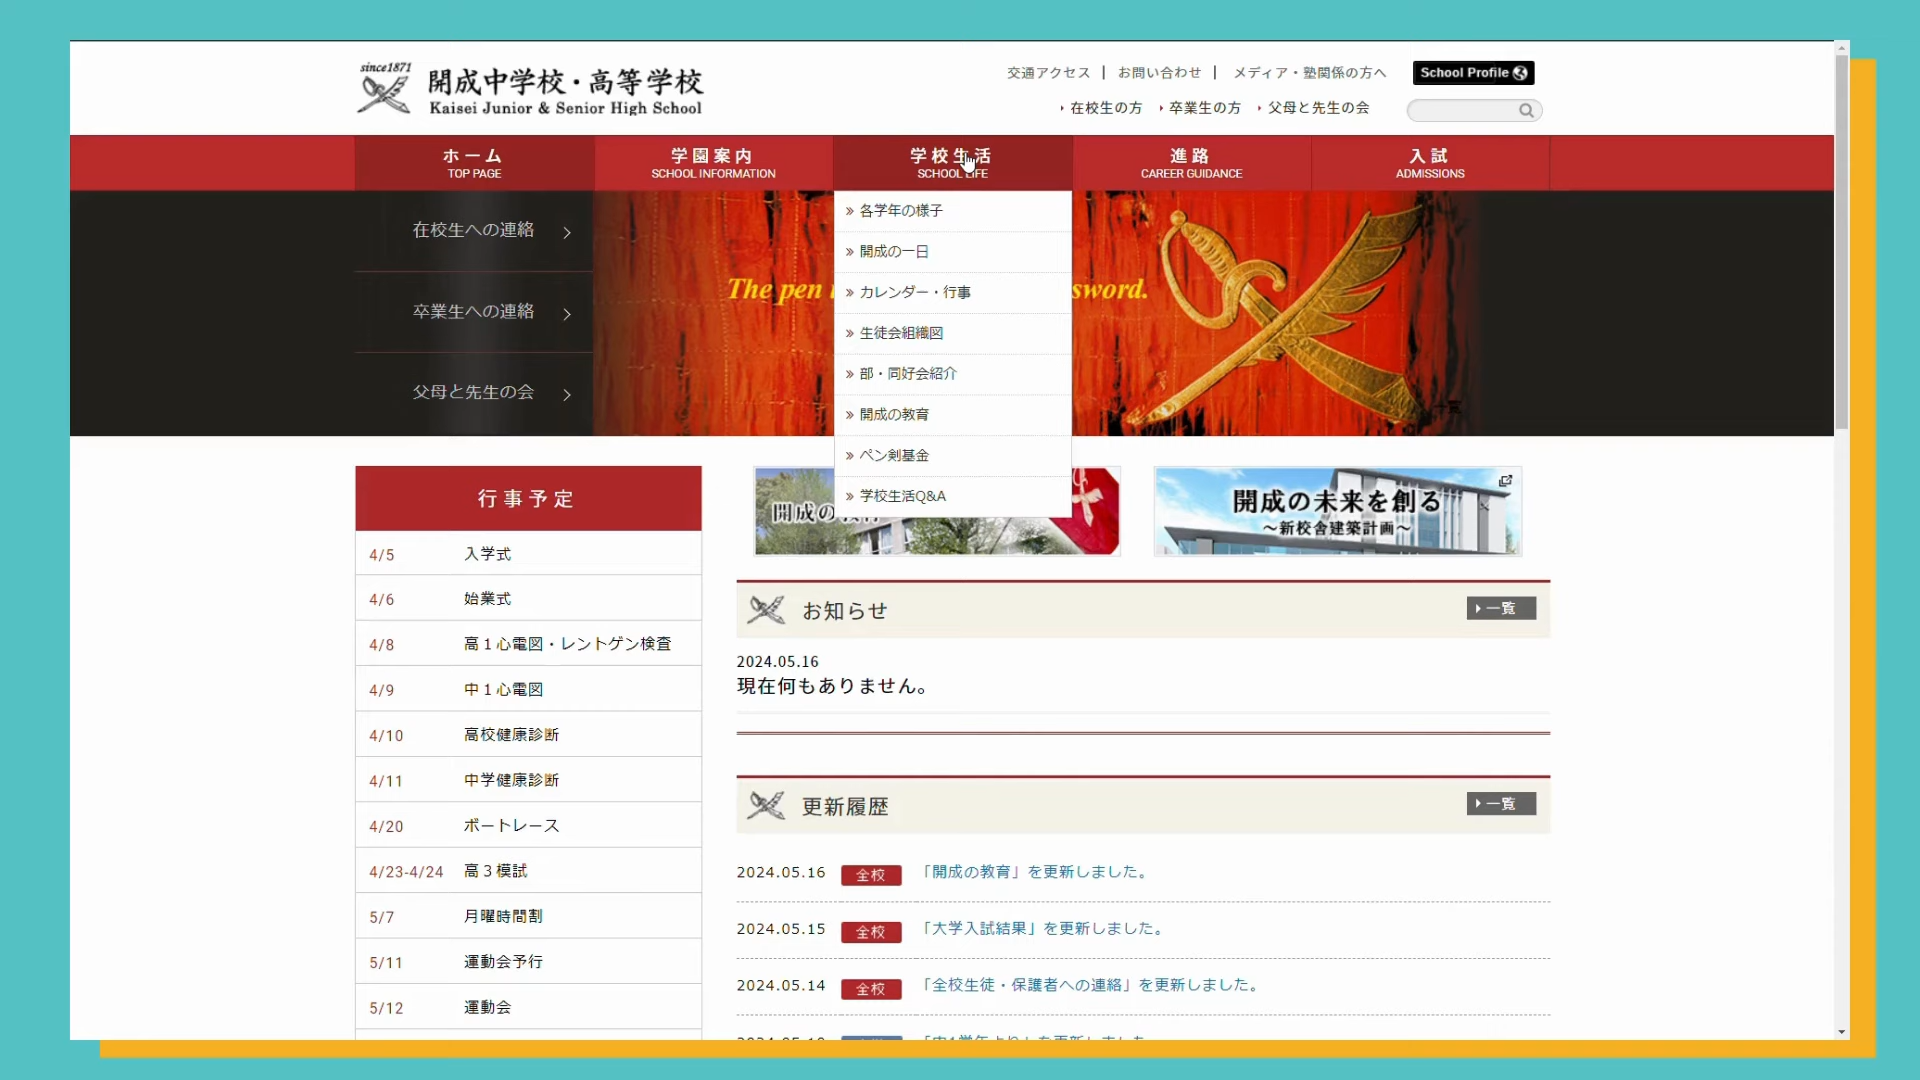 since1871
開成中学校・高等学校
Kaisei Junior & Senior High School
交通アクセス | お問い合わせ | メディア・塾関係の方へ
School Profile
在校生の方 卒業生の方 父母と先生の会
ホーム
TOP PAGE
学園案内
SCHOOL INFORMATION
学校生活
SCHOOL LIFE
進路
CAREER GUIDANCE
入試
ADMISSIONS
在校生への連絡
卒業生への連絡
父母と先生の会
» 各学年の様子
» 開成の一日
» カレンダー・行事
» 生徒会組織図
» 部・同好会紹介
» 開成の教育
» ペン剣基金
» 学校生活Q&A
The pen
sword.
行事予定
4/5 入学式
4/6 始業式
4/8 高1心電図・レントゲン検査
4/9 中1心電図
4/10 高校健康診断
4/11 中学健康診断
4/20 ボートレース
4/23-4/24 高3模試
5/7 月曜時間割
5/11 運動会予行
5/12 運動会
開成の
開成の未来を創る
～新校舎建築計画～
お知らせ
一覧
2024.05.16
現在何もありません。
更新履歴
一覧
2024.05.16 全校 「開成の教育」を更新しました。
2024.05.15 全校 「大学入試結果」を更新しました。
2024.05.14 全校 「全校生徒・保護者への連絡」を更新しました。